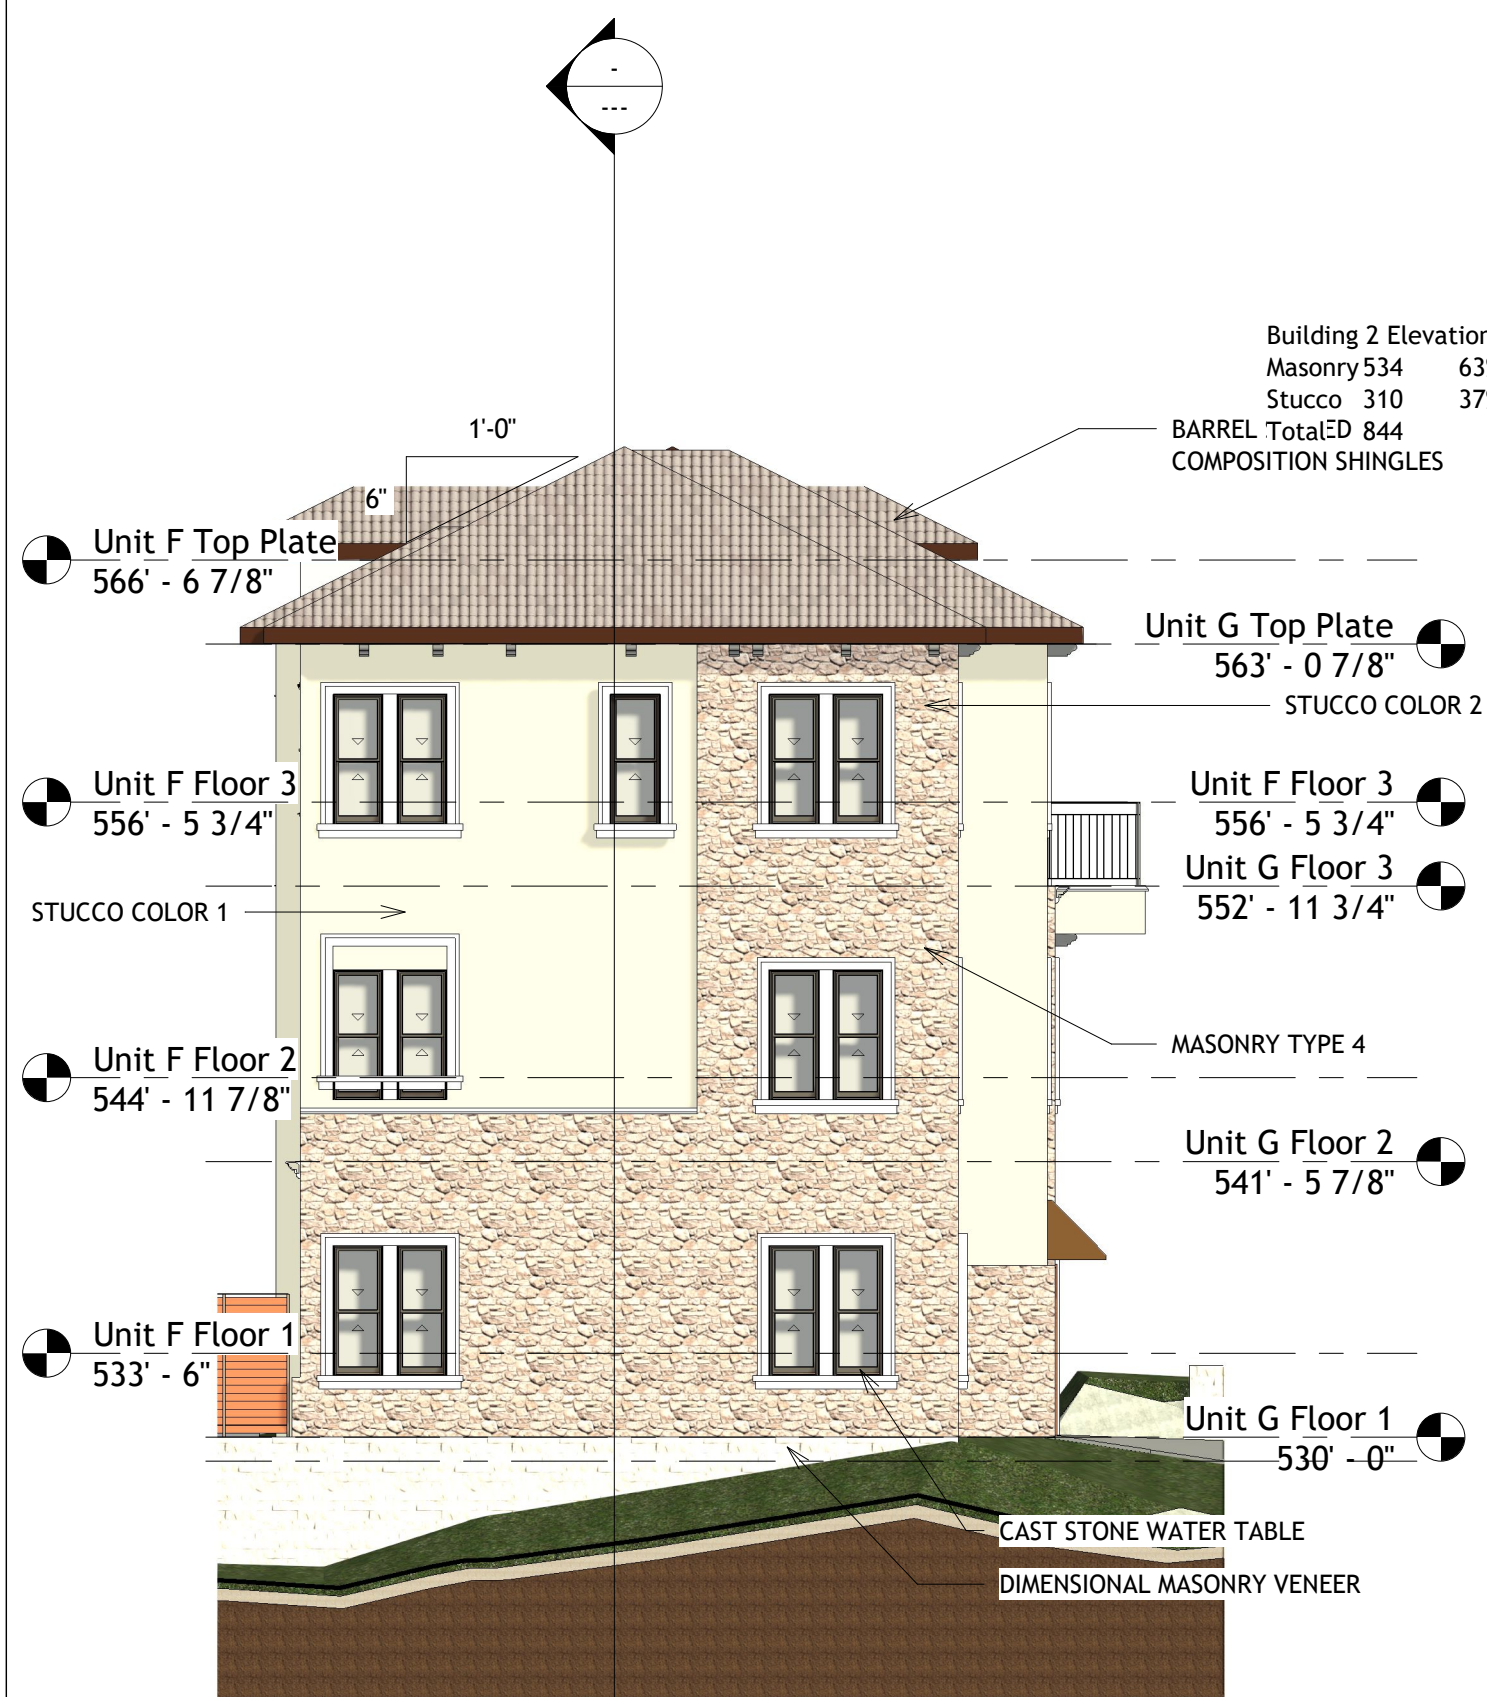 -
---
Building 2 Elevation
Masonry 534 63%
Stucco 310 37%
Total 844
BARREL
COMPOSITION SHINGLES
1'-0"
6"
Unit F Top Plate
566' - 6 7/8"
Unit G Top Plate
563' - 0 7/8"
STUCCO COLOR 2
Unit F Floor 3
556' - 5 3/4"
Unit F Floor 3
556' - 5 3/4"
Unit G Floor 3
552' - 11 3/4"
STUCCO COLOR 1
MASONRY TYPE 4
Unit F Floor 2
544' - 11 7/8"
Unit G Floor 2
541' - 5 7/8"
Unit F Floor 1
533' - 6"
Unit G Floor 1
530' - 0"
CAST STONE WATER TABLE
DIMENSIONAL MASONRY VENEER